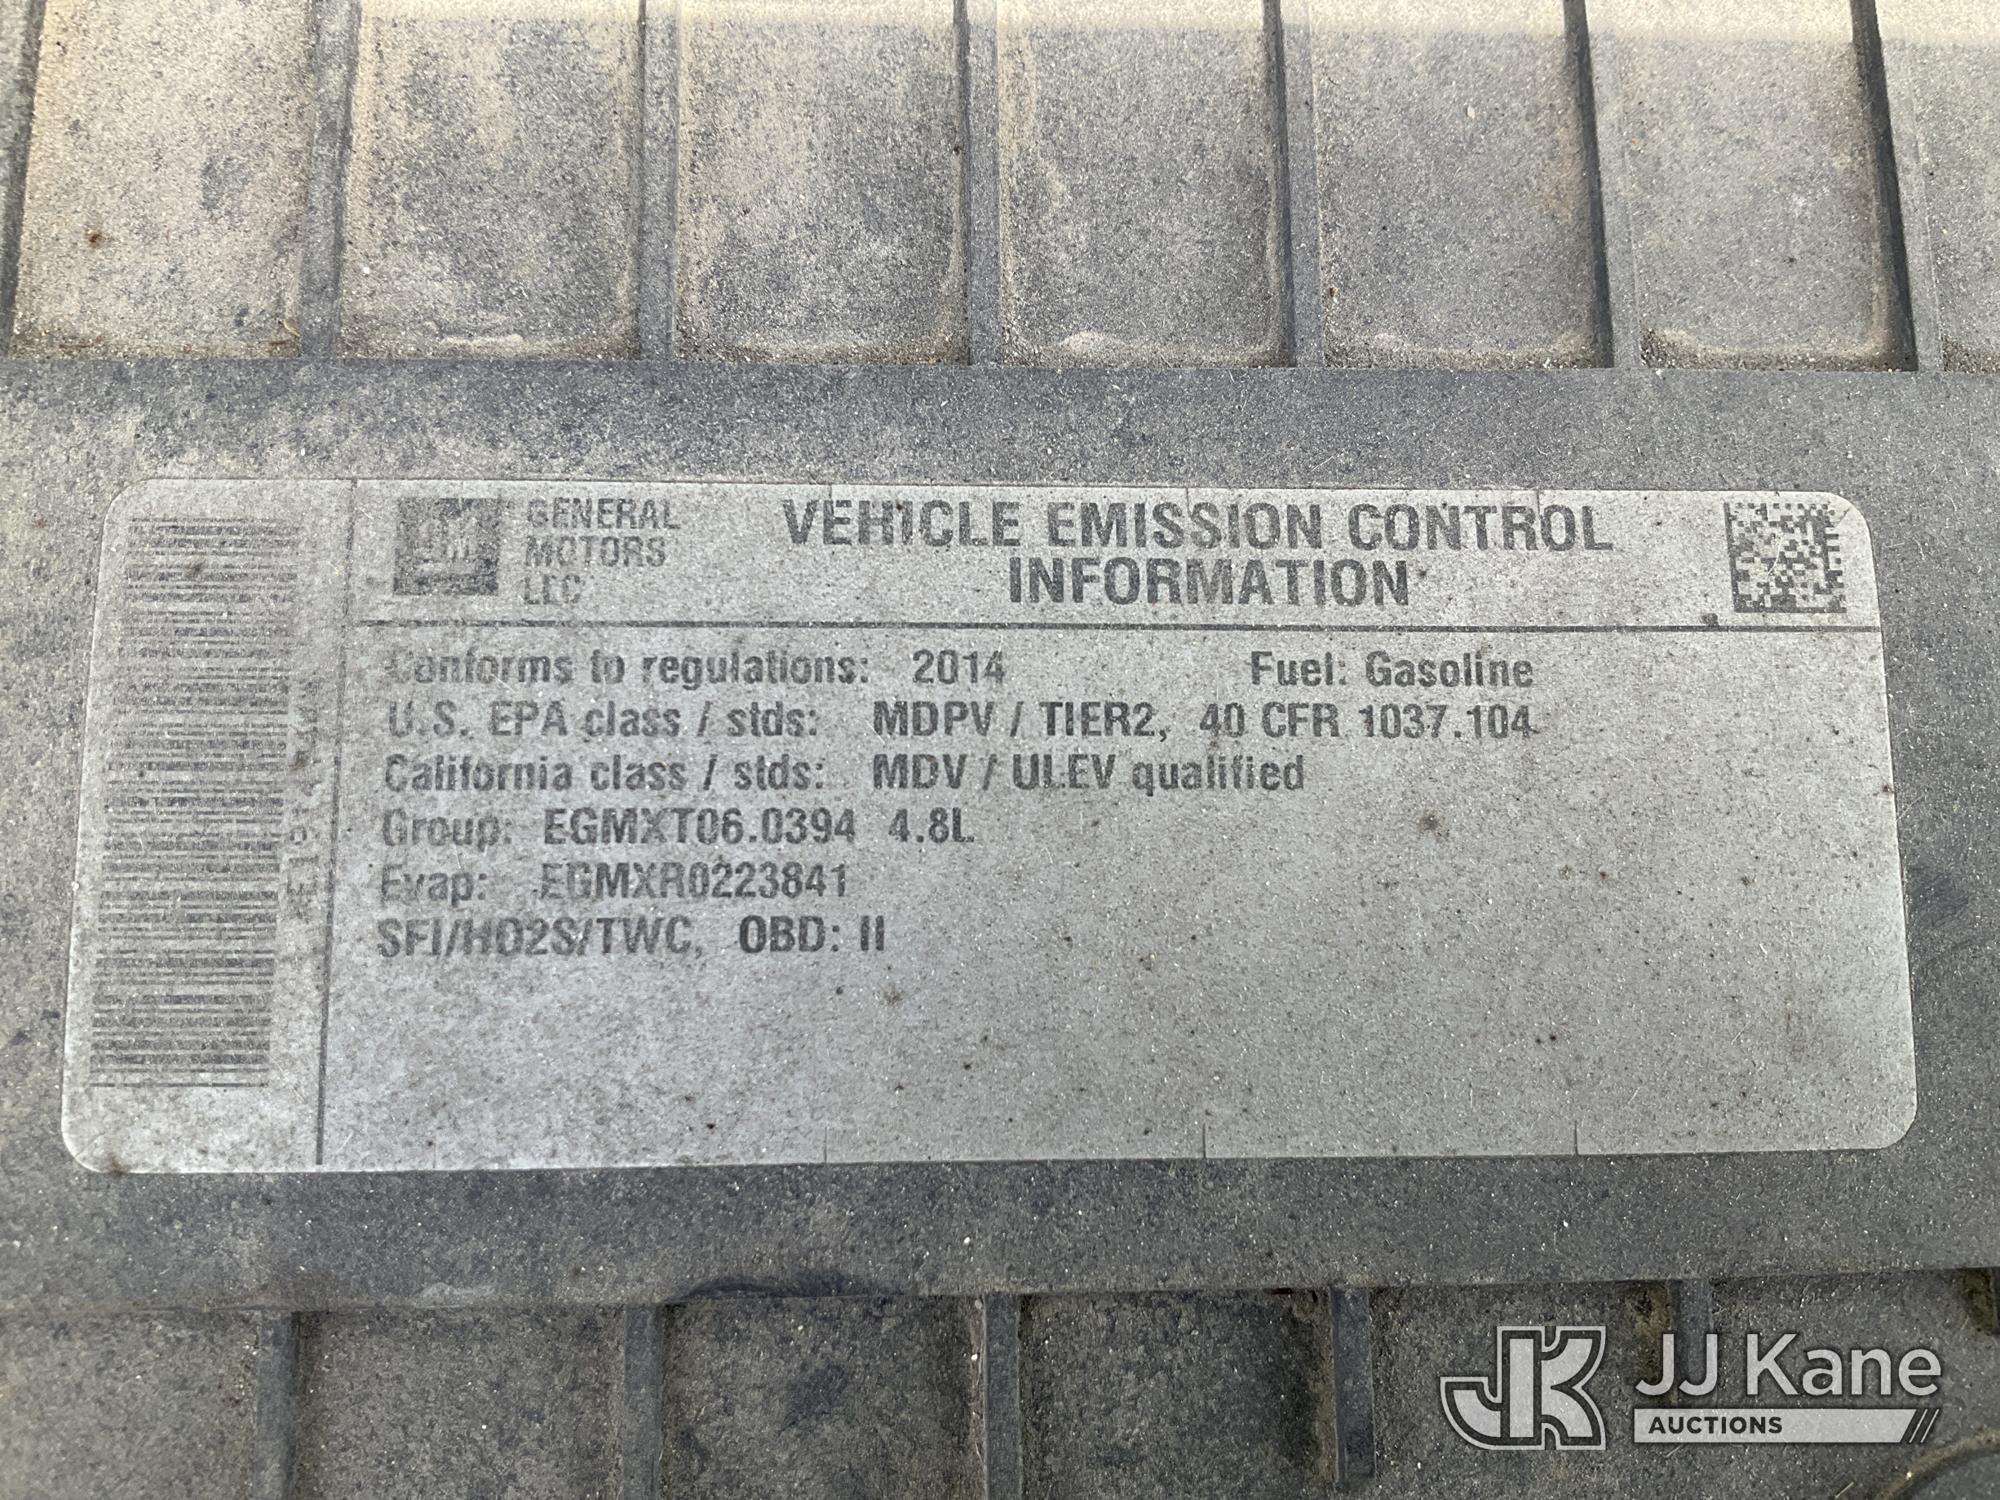 GENERAL
MOTORS
LLC
VEHICLE EMISSION CONTROL
INFORMATION
Conforms to regulations: 2014 Fuel: Gasoline
U.S. EPA class / stds: MDPV / TIER2, 40 CFR 1037.104
California class / stds: MDV / ULEV qualified
Group: EGMXT06.0394 4.8L
Evap: EGMXR0223841
SFI/HO2S/TWC, OBD: II
JK JJ Kane
AUCTIONS